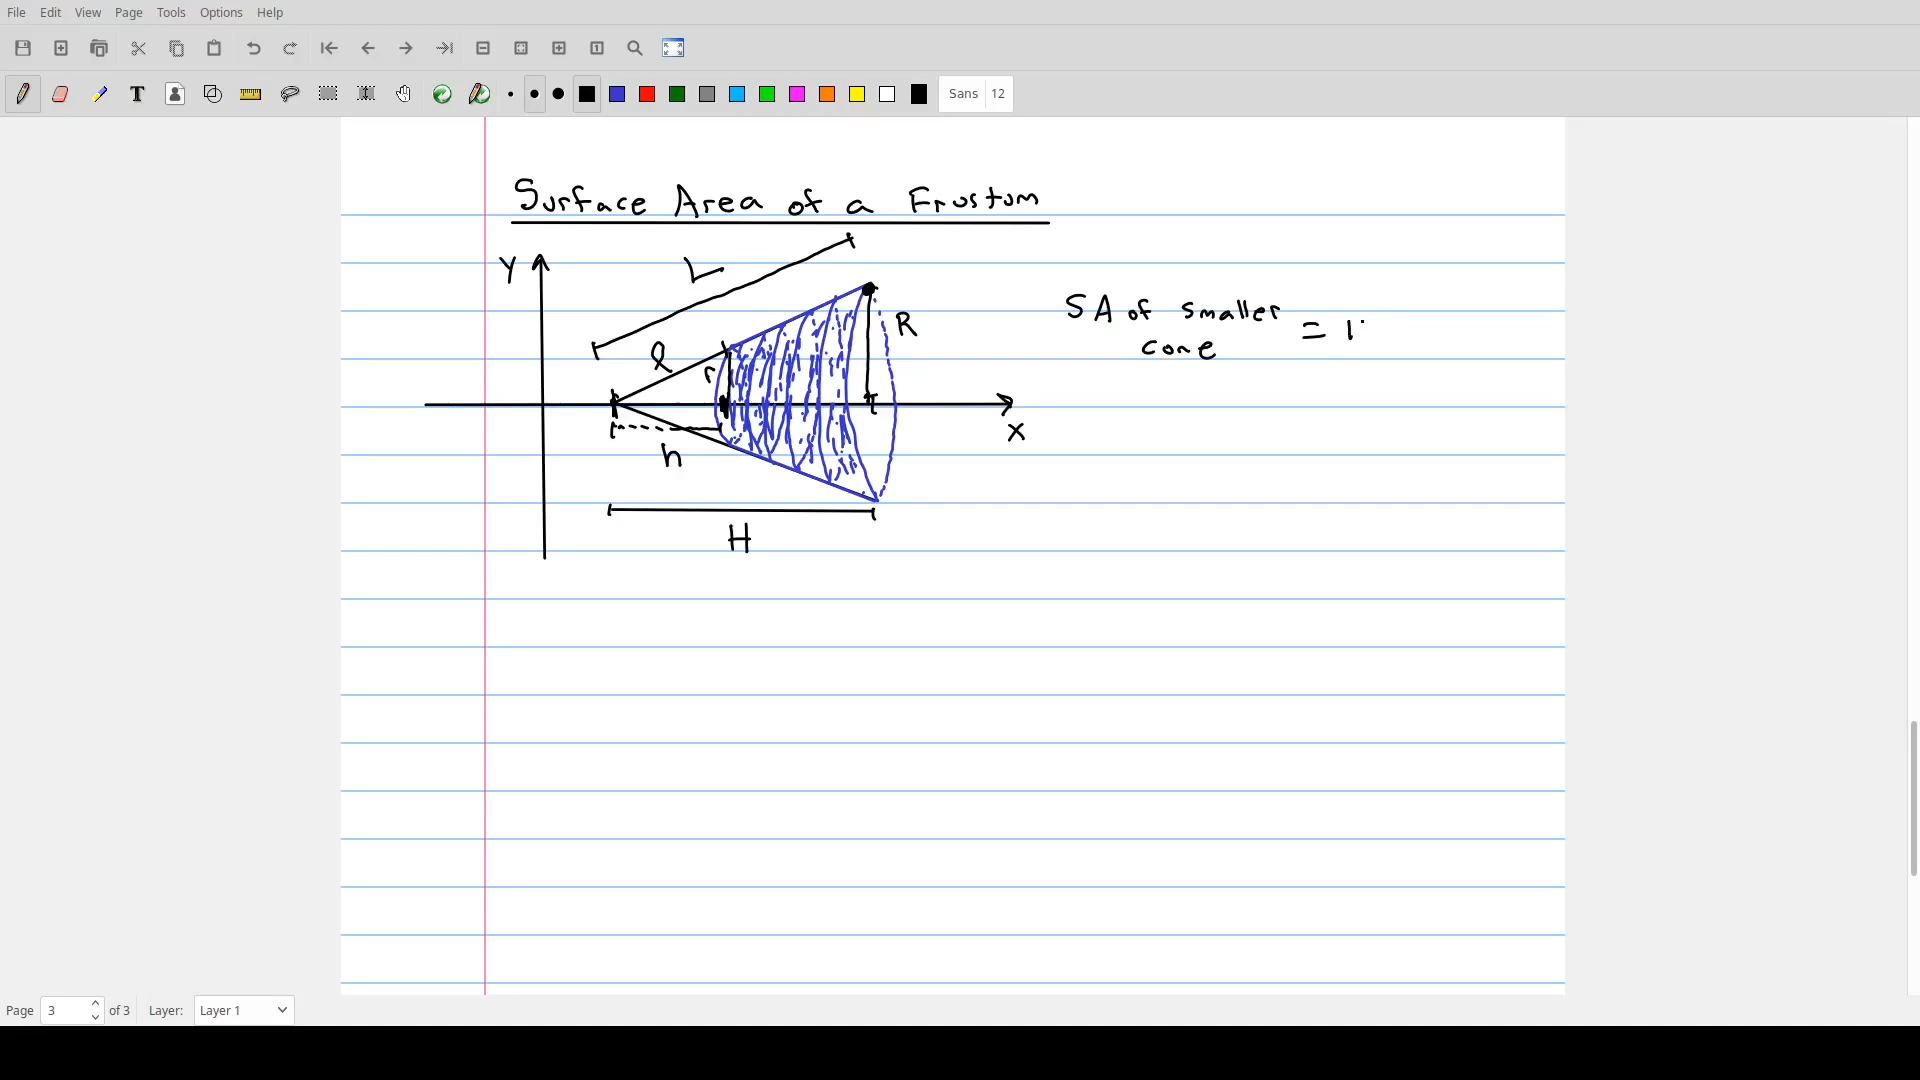 File Edit View Page Tools Options Help
Sans 12
Surface Area of a Frustum
Y
L
R
l
r
x
h
H
SA of smaller
cone
=
Page 3 of 3 Layer: Layer 1